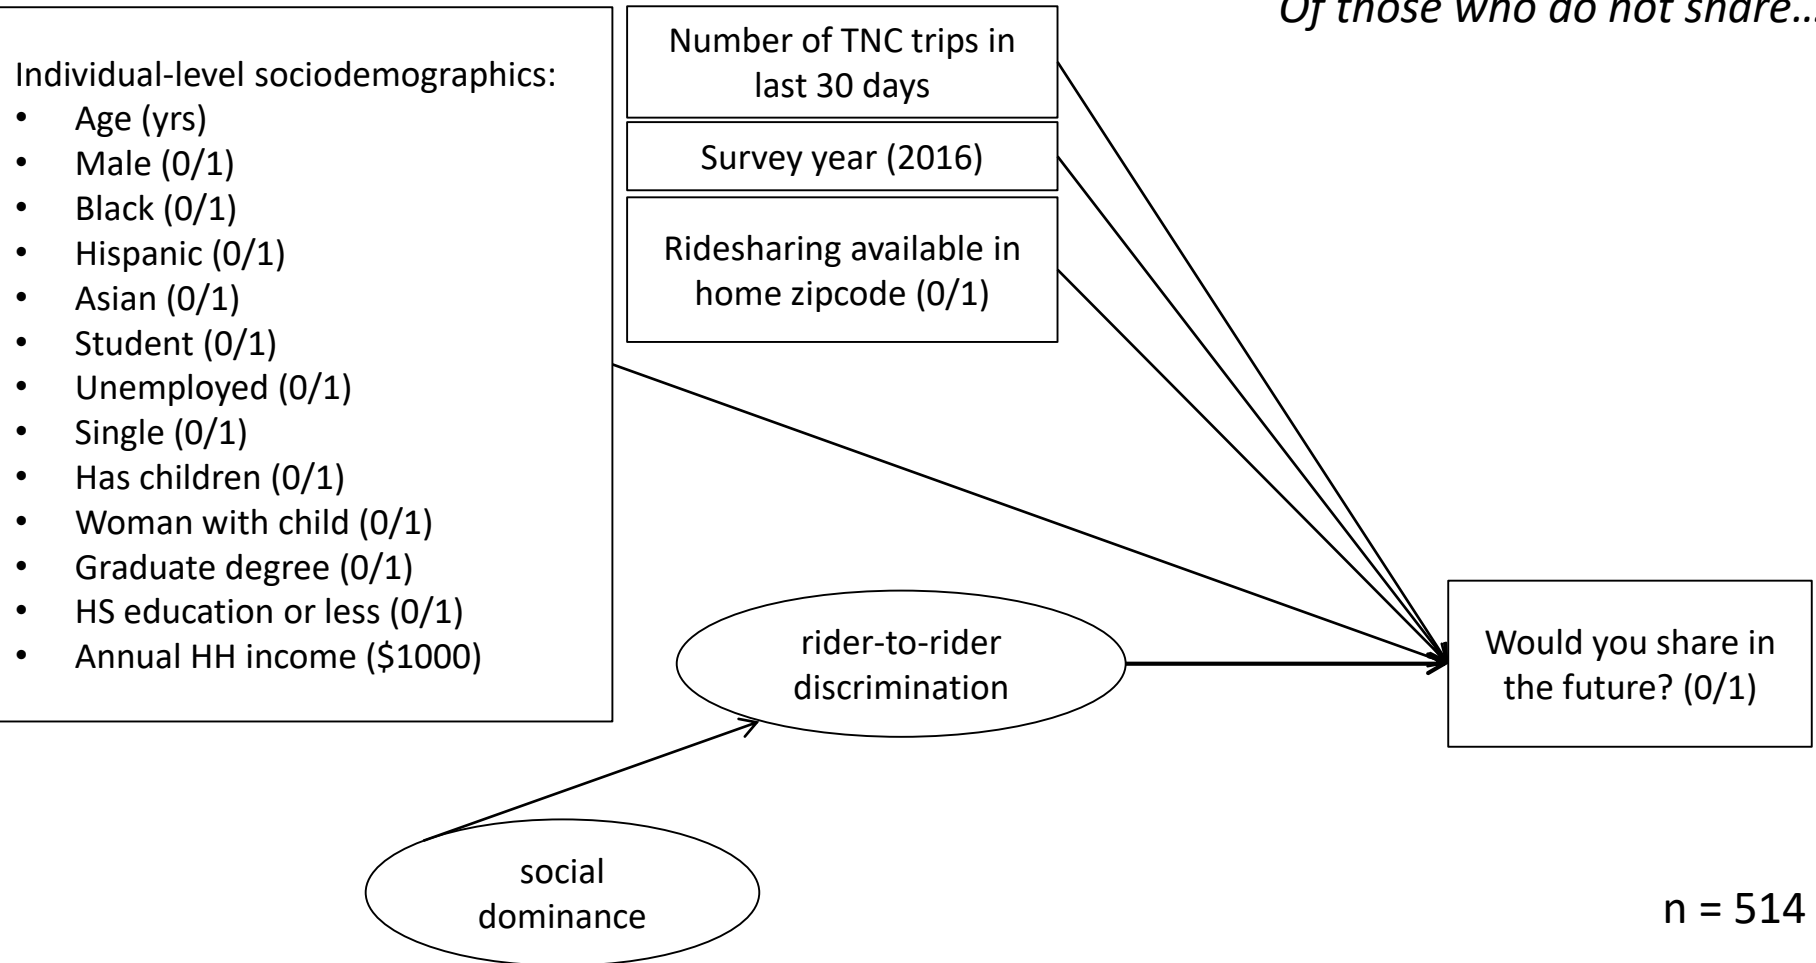 Of those who do not share...
Individual-level sociodemographics:
• Age (yrs)
• Male (0/1)
• Black (0/1)
• Hispanic (0/1)
• Asian (0/1)
• Student (0/1)
• Unemployed (0/1)
• Single (0/1)
• Has children (0/1)
• Woman with child (0/1)
• Graduate degree (0/1)
• HS education or less (0/1)
• Annual HH income ($1000)
Number of TNC trips in
last 30 days
Survey year (2016)
Ridesharing available in
home zipcode (0/1)
rider-to-rider
discrimination
Would you share in
the future? (0/1)
social
dominance
n = 514